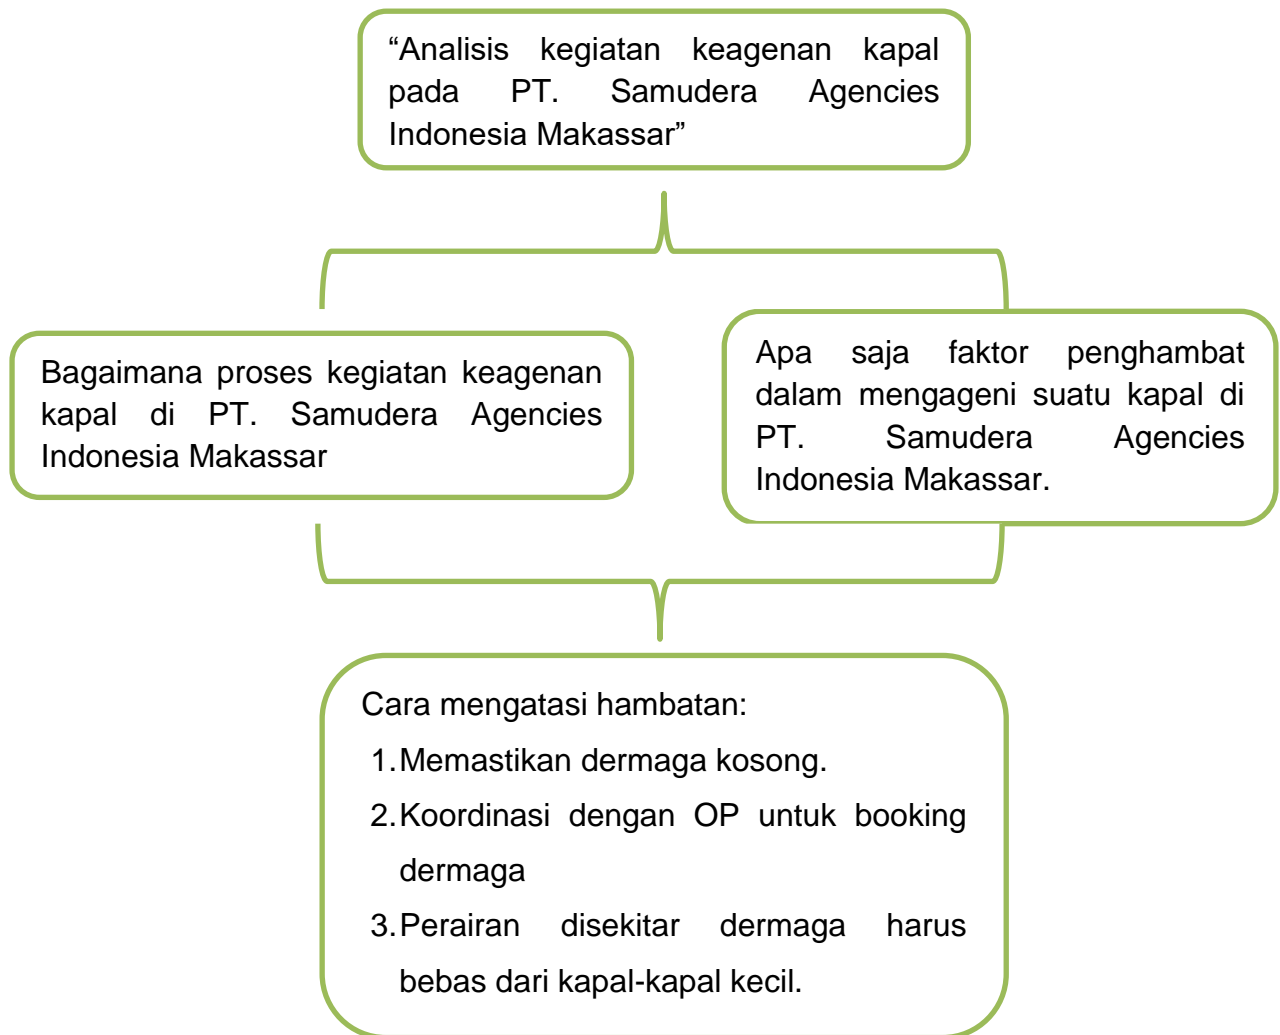 “Analisis kegiatan keagenan kapal
pada PT. Samudera Agencies
Indonesia Makassar”
Bagaimana proses kegiatan keagenan
kapal di PT. Samudera Agencies
Indonesia Makassar
Apa saja faktor penghambat
dalam mengageni suatu kapal di
PT. Samudera Agencies
Indonesia Makassar.
Cara mengatasi hambatan:
1.Memastikan dermaga kosong.
2.Koordinasi dengan OP untuk booking
dermaga
3.Perairan disekitar dermaga harus
bebas dari kapal-kapal kecil.